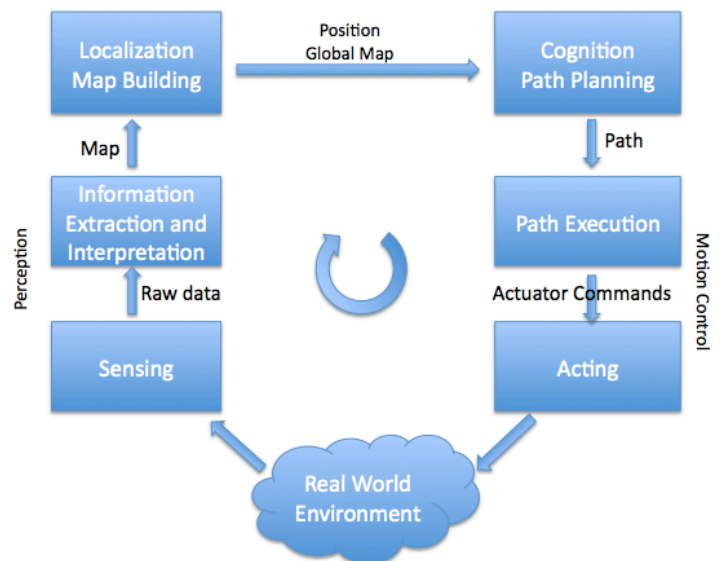 Localization
Map Building
Position
Global Map
Cognition
Path Planning
Map
Path
Information
Extraction and
Interpretation
Path Execution
Perception
Motion Control
Raw data
Actuator Commands
Sensing
Acting
Real World
Environment